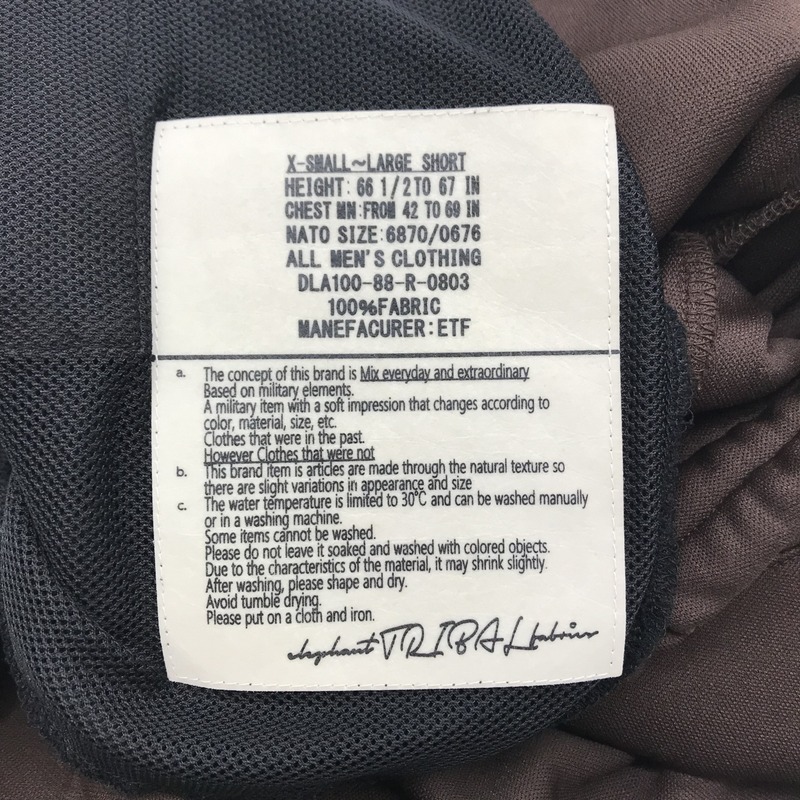 X-SMALL~LARGE SHORT
HEIGHT: 66 1/2 TO 67 IN
CHEST MN:FROM 42 TO 69 IN
NATO SIZE:6870/0676
ALL MEN'S CLOTHING
DLA100-88-R-0803
100%FABRIC
MANEFACURER:ETF
a. The concept of this brand is Mix everyday and extraordinary
Based on military elements.
A military item with a soft impression that changes according to
color, material, size, etc.
Clothes that were in the past.
However Clothes that were not
b. This brand item is articles are made through the natural texture so
there are slight variations in appearance and size
c. The water temperature is limited to 30°C and can be washed manually
or in a washing machine.
Some items cannot be washed.
Please do not leave it soaked and washed with colored objects.
Due to the characteristics of the material, it may shrink slightly.
After washing, please shape and dry.
Avoid tumble drying.
Please put on a cloth and iron.
elephant TRIBAL fabrics